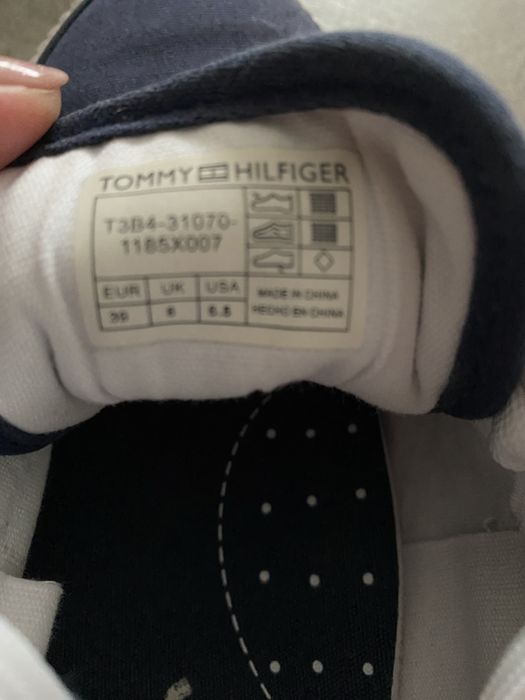 TOMMY HILFIGER
T3B4-31070-
1185X007
EUR UK USA
39 6 6.5
MADE IN CHINA
HECHO EN CHINA